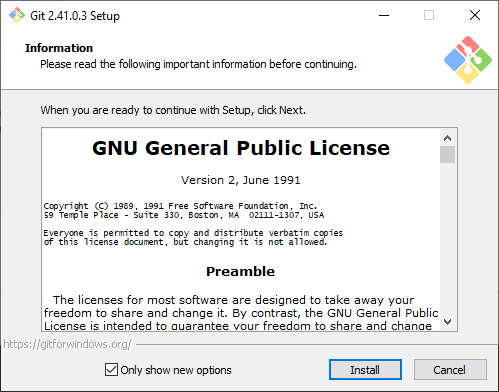 Git 2.41.0.3 Setup
Information
Please read the following important information before continuing.
When you are ready to continue with Setup, click Next.
GNU General Public License
Version 2, June 1991
Copyright (C) 1989, 1991 Free Software Foundation, Inc.
59 Temple Place - Suite 330, Boston, MA  02111-1307, USA
Everyone is permitted to copy and distribute verbatim copies
of this license document, but changing it is not allowed.
Preamble
The licenses for most software are designed to take away your
freedom to share and change it. By contrast, the GNU General Public
License is intended to guarantee your freedom to share and change
https://gitforwindows.org/
Only show new options
Install
Cancel